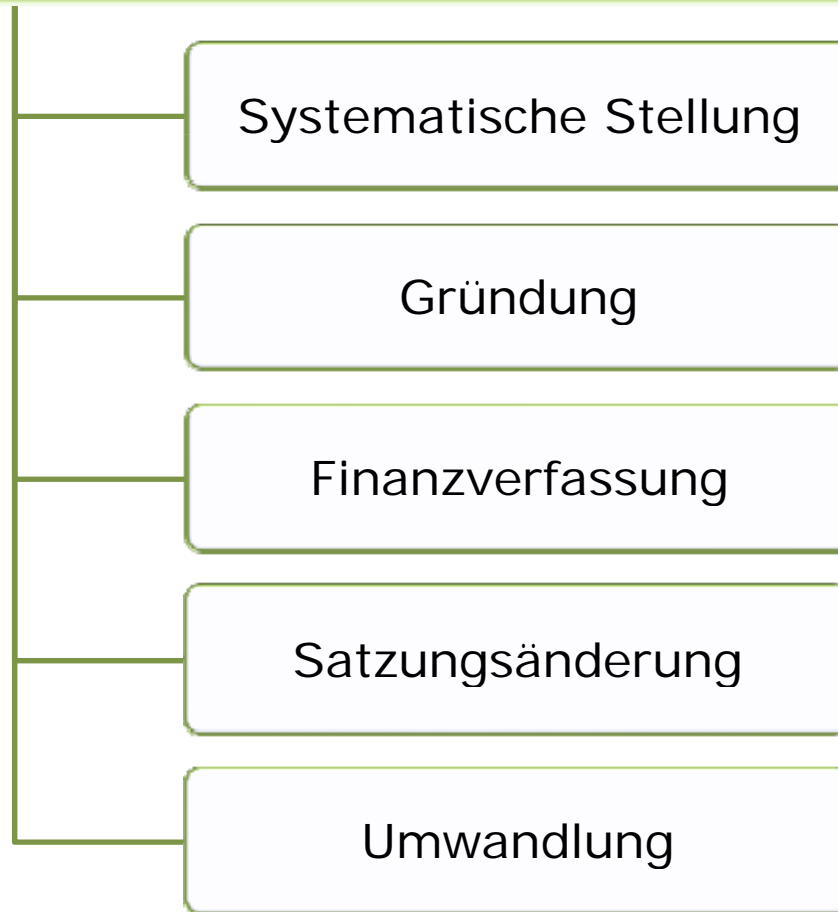 Systematische Stellung
Gründung
Finanzverfassung
Satzungsänderung
Umwandlung